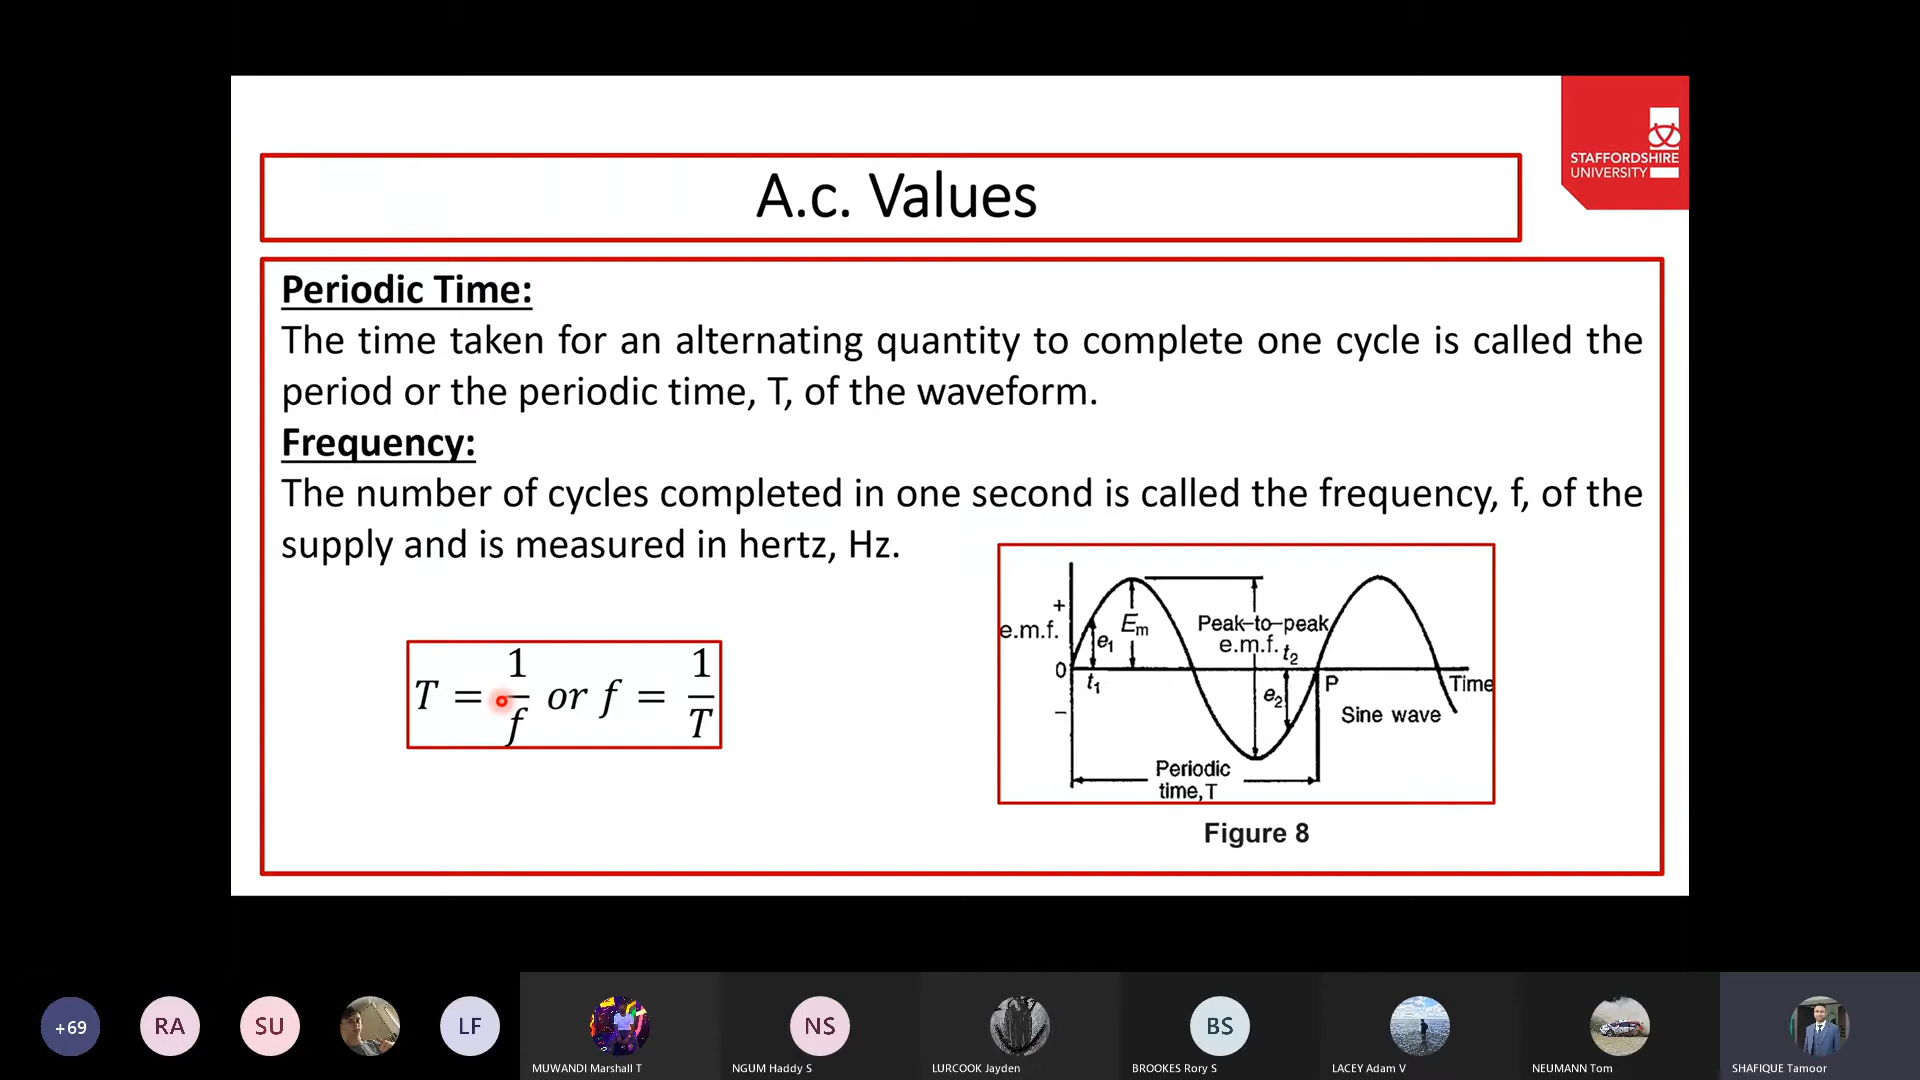 STAFFORDSHIRE
UNIVERSITY
A.c. Values
Periodic Time:
The time taken for an alternating quantity to complete one cycle is called the
period or the periodic time, T, of the waveform.
Frequency:
The number of cycles completed in one second is called the frequency, f, of the
supply and is measured in hertz, Hz.
T = 1/f or f = 1/T
+
e.m.f.
0
−
e₁
t₁
Eₘ
Peak-to-peak
e.m.f.
t₂
e₂
P
Time
Sine wave
Periodic
time, T
Figure 8
+69
RA
SU
LF
NS
BS
MUWANDI Marshall T
NGUM Haddy S
LURCOOK Jayden
BROOKES Rory S
LACEY Adam V
NEUMANN Tom
SHAFIQUE Tamoor